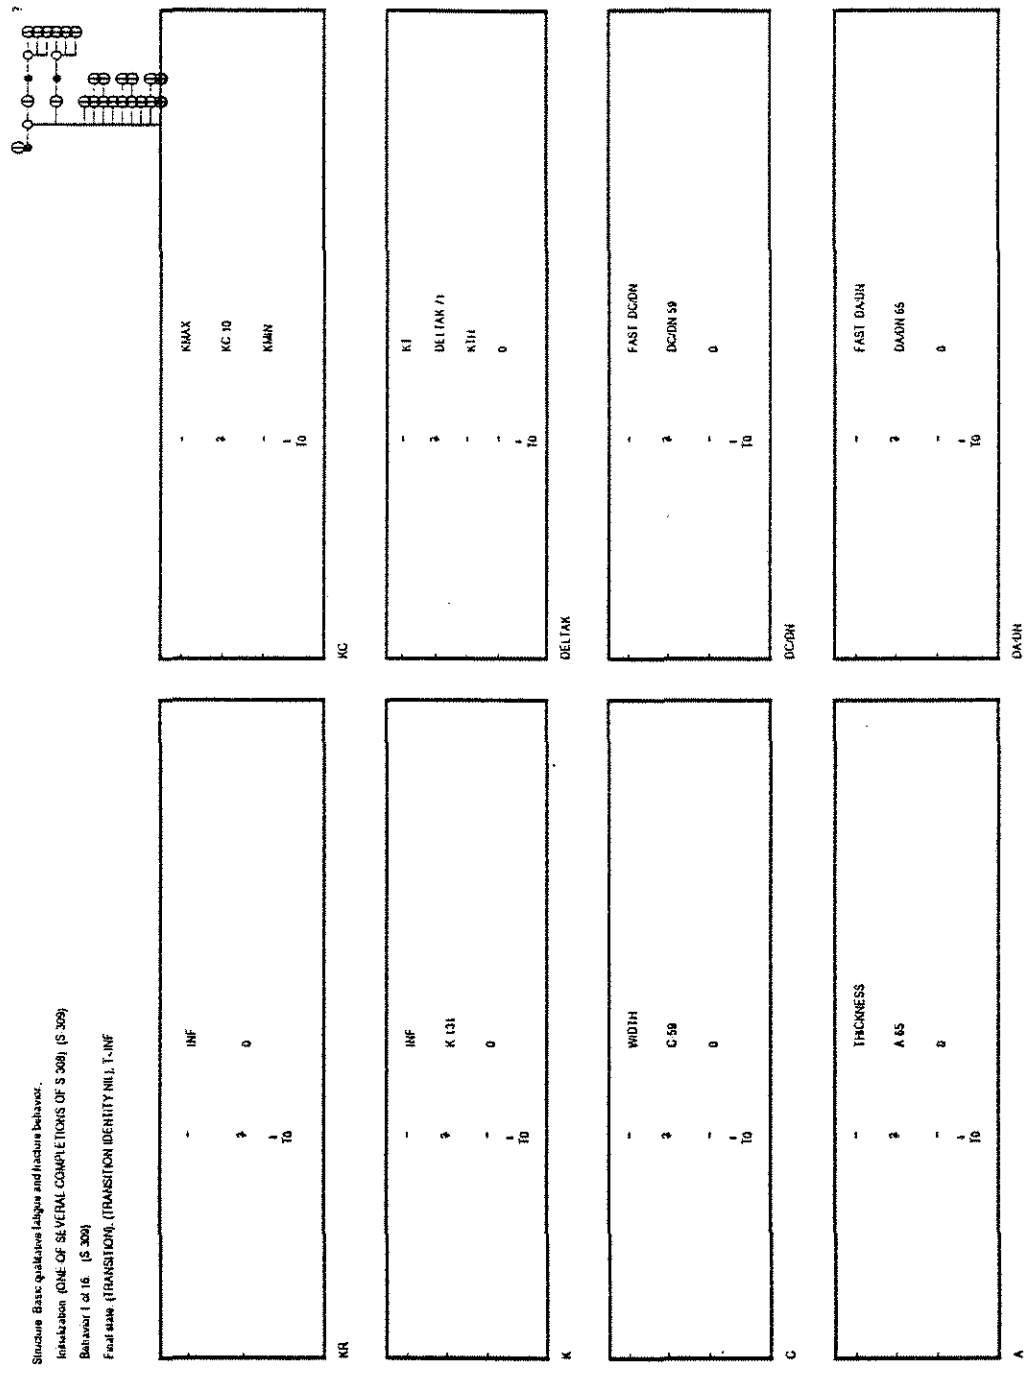 Structure Basic qualitative fatigue and fracture behavior.
Initialization (ONE OF SEVERAL COMPLETIONS OF S 308) (S 309)
Behavior 1 of 16. (S 309)
Final state (TRANSITION), (TRANSITION IDENTITY NIL), T<INF
INF
0
T0
KR
KMAX
KC 10
KMIN
T0
KC
INF
K 131
0
T0
K
KT
DELTAK 71
KTH
0
T0
DELTAK
WIDTH
C 59
0
T0
C
FAST DC/DN
DC/DN 59
0
T0
DC/DN
THICKNESS
A 65
0
T0
A
FAST DA/DN
DA/DN 65
0
T0
DA/DN
?